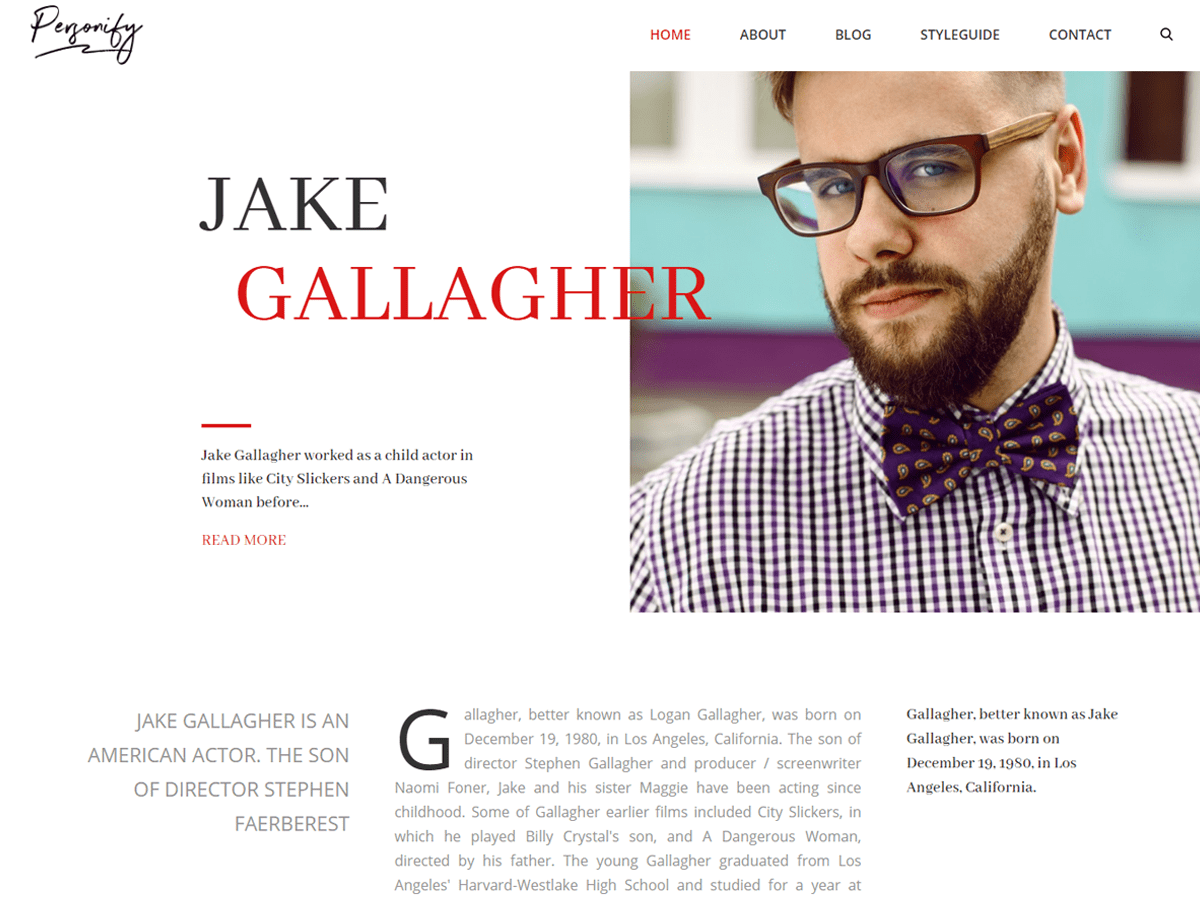 Personify
HOME ABOUT BLOG STYLEGUIDE CONTACT
JAKE
GALLAGHER
Jake Gallagher worked as a child actor in
films like City Slickers and A Dangerous
Woman before...
READ MORE
JAKE GALLAGHER IS AN
AMERICAN ACTOR. THE SON
OF DIRECTOR STEPHEN
FAERBEREST
Gallagher, better known as Logan Gallagher, was born on
December 19, 1980, in Los Angeles, California. The son of
director Stephen Gallagher and producer / screenwriter
Naomi Foner, Jake and his sister Maggie have been acting since
childhood. Some of Gallagher earlier films included City Slickers, in
which he played Billy Crystal's son, and A Dangerous Woman,
directed by his father. The young Gallagher graduated from Los
Angeles' Harvard-Westlake High School and studied for a year at
Gallagher, better known as Jake
Gallagher, was born on
December 19, 1980, in Los
Angeles, California.